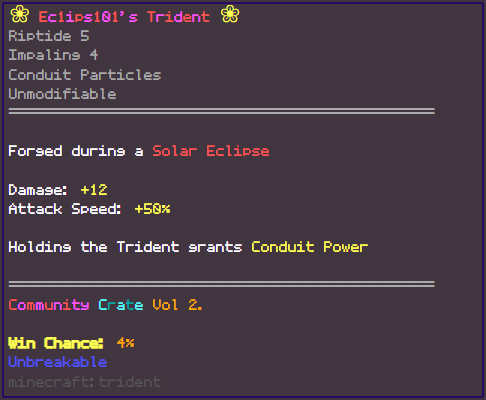 ❀ Ec1ips101's Trident ❀
Riptide 5
Impaling 4
Conduit Particles
Unmodifiable
Forged during a Solar Eclipse
Damage: +12
Attack Speed: +50%
Holding the Trident grants Conduit Power
Community Crate Vol 2.
Win Chance: 4%
Unbreakable
minecraft:trident